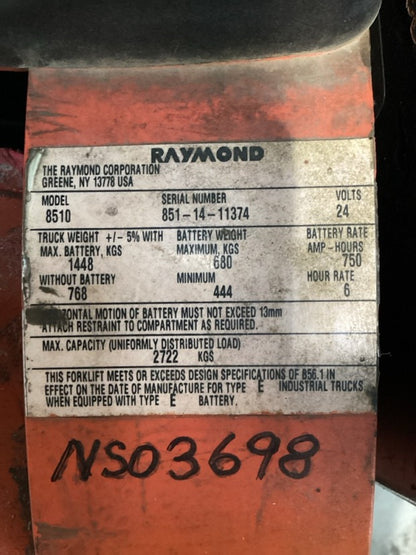 RAYMOND
THE RAYMOND CORPORATION
GREENE, NY 13778 USA
MODEL SERIAL NUMBER VOLTS
8510 851-14-11374 24
TRUCK WEIGHT +/- 5% WITH BATTERY WEIGHT BATTERY RATE
MAX. BATTERY, KGS MAXIMUM, KGS AMP-HOURS
1448 680 750
WITHOUT BATTERY MINIMUM HOUR RATE
768 444 6
HORIZONTAL MOTION OF BATTERY MUST NOT EXCEED 13mm
ATTACH RESTRAINT TO COMPARTMENT AS REQUIRED.
MAX. CAPACITY (UNIFORMLY DISTRIBUTED LOAD)
2722 KGS
THIS FORKLIFT MEETS OR EXCEEDS DESIGN SPECIFICATIONS OF B56.1 IN
EFFECT ON THE DATE OF MANUFACTURE FOR TYPE E INDUSTRIAL TRUCKS
WHEN EQUIPPED WITH TYPE E BATTERY.
NS03698